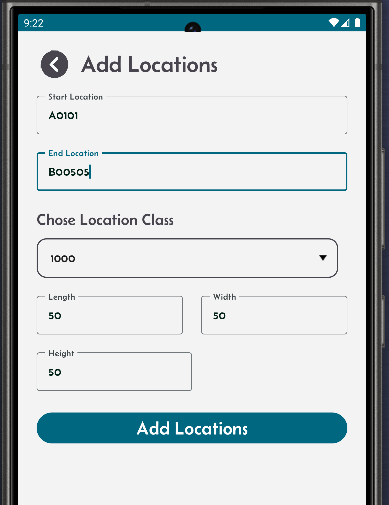 9:22
Add Locations
Start Location
A0101
End Location
B00505
Chose Location Class
1000
Length
50
Width
50
Height
50
Add Locations